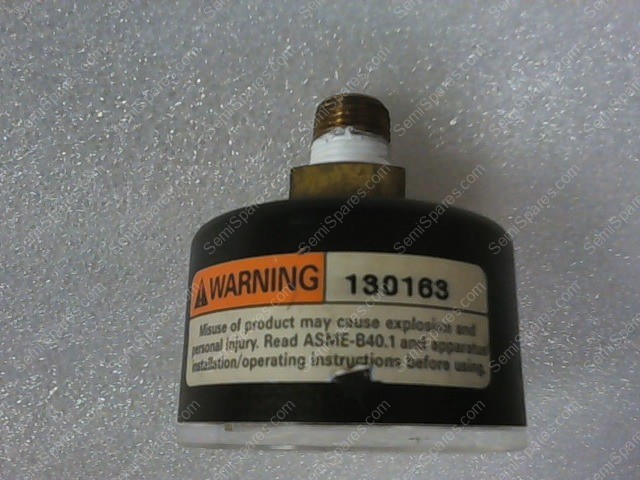 WARNING 130163
Misuse of product may cause explosion and
personal injury. Read ASME-B40.1 and apparatus
installation/operating instructions before using.
SemiSpares.com